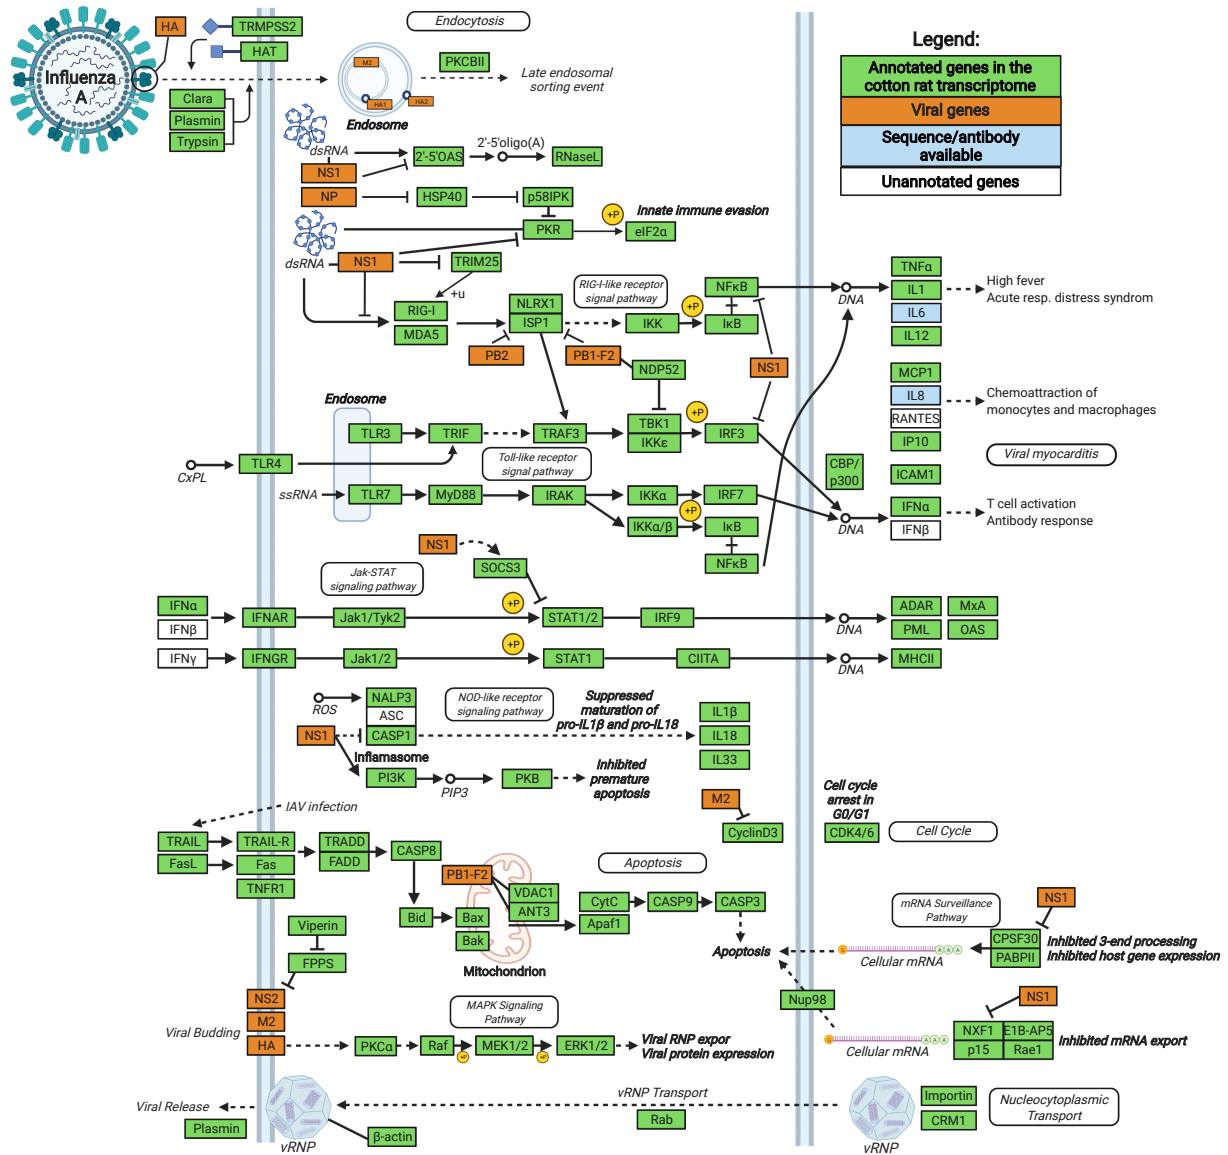 HA
TRMPSS2
HAT
Influenza
A
Clara
Plasmin
Trypsin
Endocytosis
M2
HA1
HA2
Endosome
PKCBII
Late endosomal
sorting event
Legend:
Annotated genes in the
cotton rat transcriptome
Viral genes
Sequence/antibody
available
Unannotated genes
dsRNA
NS1
2'-5'OAS
2'-5'oligo(A)
RNaseL
NP
HSP40
p58IPK
PKR
+P
eIF2α
Innate immune evasion
dsRNA
NS1
TRIM25
+u
RIG-I
MDA5
NLRX1
ISP1
RIG-I-like receptor
signal pathway
IKK
+P
NFκB
IκB
PB2
PB1-F2
NDP52
NS1
DNA
TNFα
IL1
IL6
IL12
High fever
Acute resp. distress syndrom
MCP1
IL8
RANTES
IP10
Chemoattraction of
monocytes and macrophages
Viral myocarditis
ICAM1
Endosome
TLR3
TRIF
TRAF3
TBK1
IKKε
+P
IRF3
CxPL
TLR4
Toll-like receptor
signal pathway
CBP/
p300
ssRNA
TLR7
MyD88
IRAK
IKKα
IRF7
+P
IKKα/β
IκB
NFκB
DNA
IFNα
IFNβ
T cell activation
Antibody response
NS1
SOCS3
Jak-STAT
signaling pathway
IFNα
IFNβ
IFNAR
Jak1/Tyk2
+P
STAT1/2
IRF9
DNA
ADAR
MxA
PML
OAS
IFNγ
IFNGR
Jak1/2
+P
STAT1
CIITA
DNA
MHCII
ROS
NALP3
ASC
CASP1
Inflamasome
NS1
NOD-like receptor
signaling pathway
Suppressed
maturation of
pro-IL1β and pro-IL18
IL1β
IL18
IL33
PI3K
PIP3
PKB
Inhibited
premature
apoptosis
M2
CyclinD3
Cell cycle
arrest in
G0/G1
CDK4/6
Cell Cycle
IAV infection
TRAIL
FasL
TRAIL-R
Fas
TNFR1
TRADD
FADD
CASP8
Bid
Bax
Bak
PB1-F2
VDAC1
ANT3
Mitochondrion
Apoptosis
CytC
Apaf1
CASP9
CASP3
Apoptosis
mRNA Surveillance
Pathway
NS1
CPSF30
PABPII
Inhibited 3-end processing
Inhibited host gene expression
G
A A A
Cellular mRNA
Viperin
FPPS
NS2
M2
HA
Viral Budding
MAPK Signaling
Pathway
PKCα
Raf
+P
MEK1/2
+P
ERK1/2
Viral RNP expor
Viral protein expression
Nup98
G
A A A
Cellular mRNA
NS1
NXF1
E1B-AP5
p15
Rae1
Inhibited mRNA export
Viral Release
Plasmin
vRNP
β-actin
vRNP Transport
Rab
vRNP
Importin
CRM1
Nucleocytoplasmic
Transport